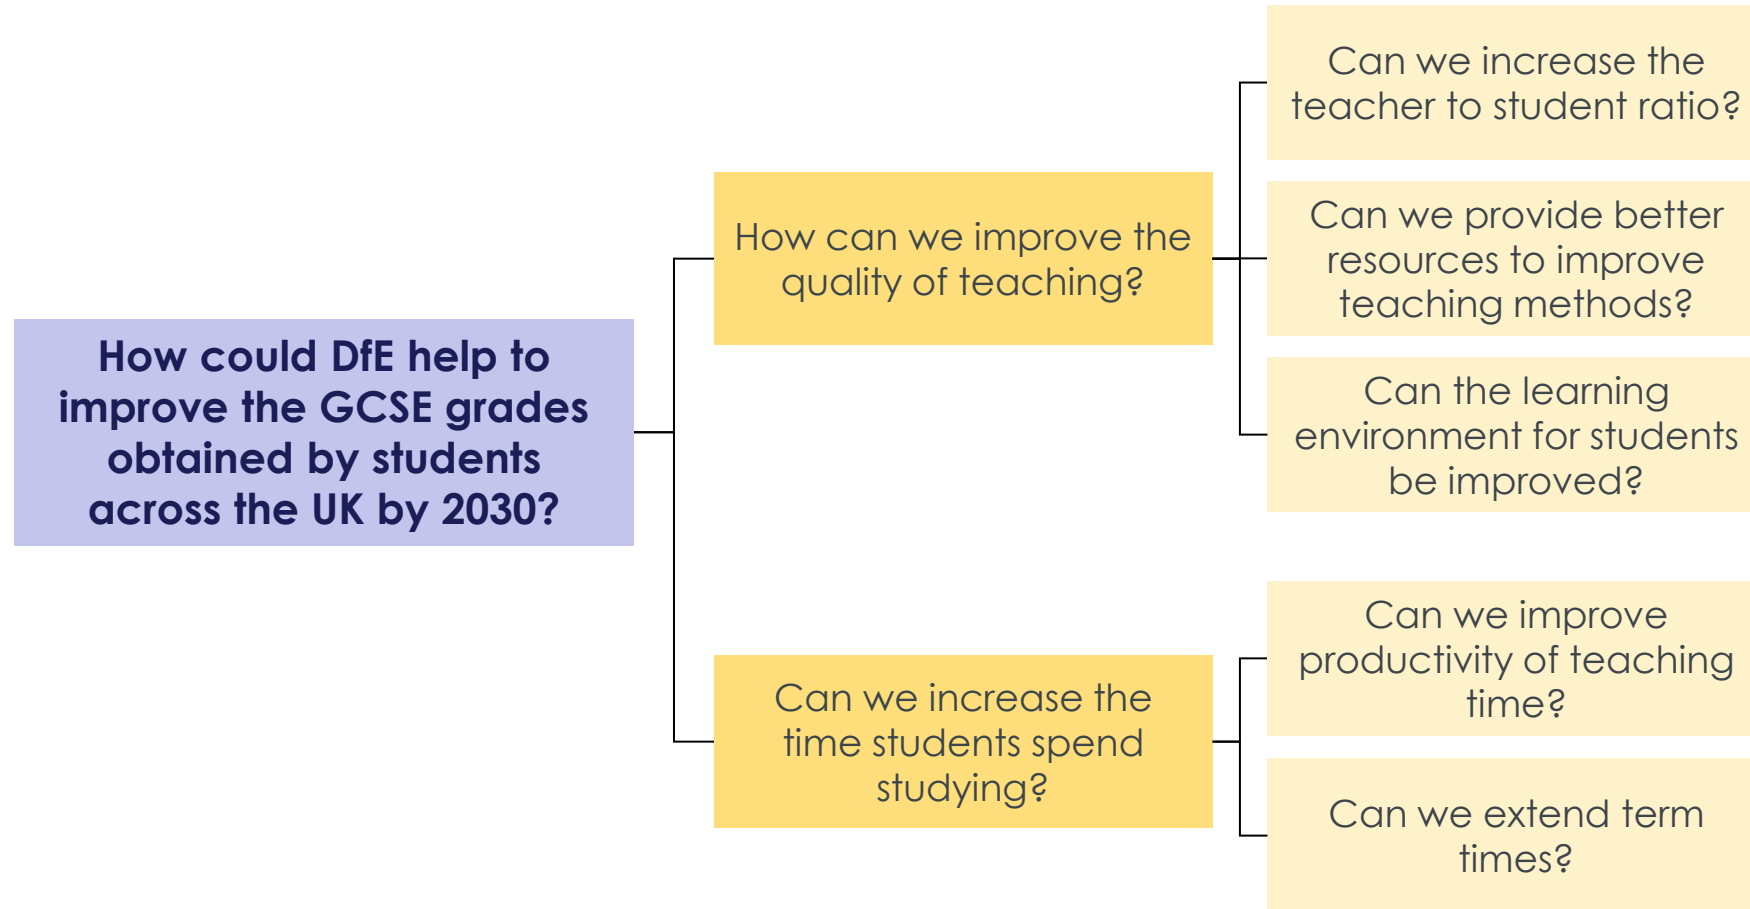 How could DfE help to
improve the GCSE grades
obtained by students
across the UK by 2030?
How can we improve the
quality of teaching?
Can we increase the
teacher to student ratio?
Can we provide better
resources to improve
teaching methods?
Can the learning
environment for students
be improved?
Can we increase the
time students spend
studying?
Can we improve
productivity of teaching
time?
Can we extend term
times?